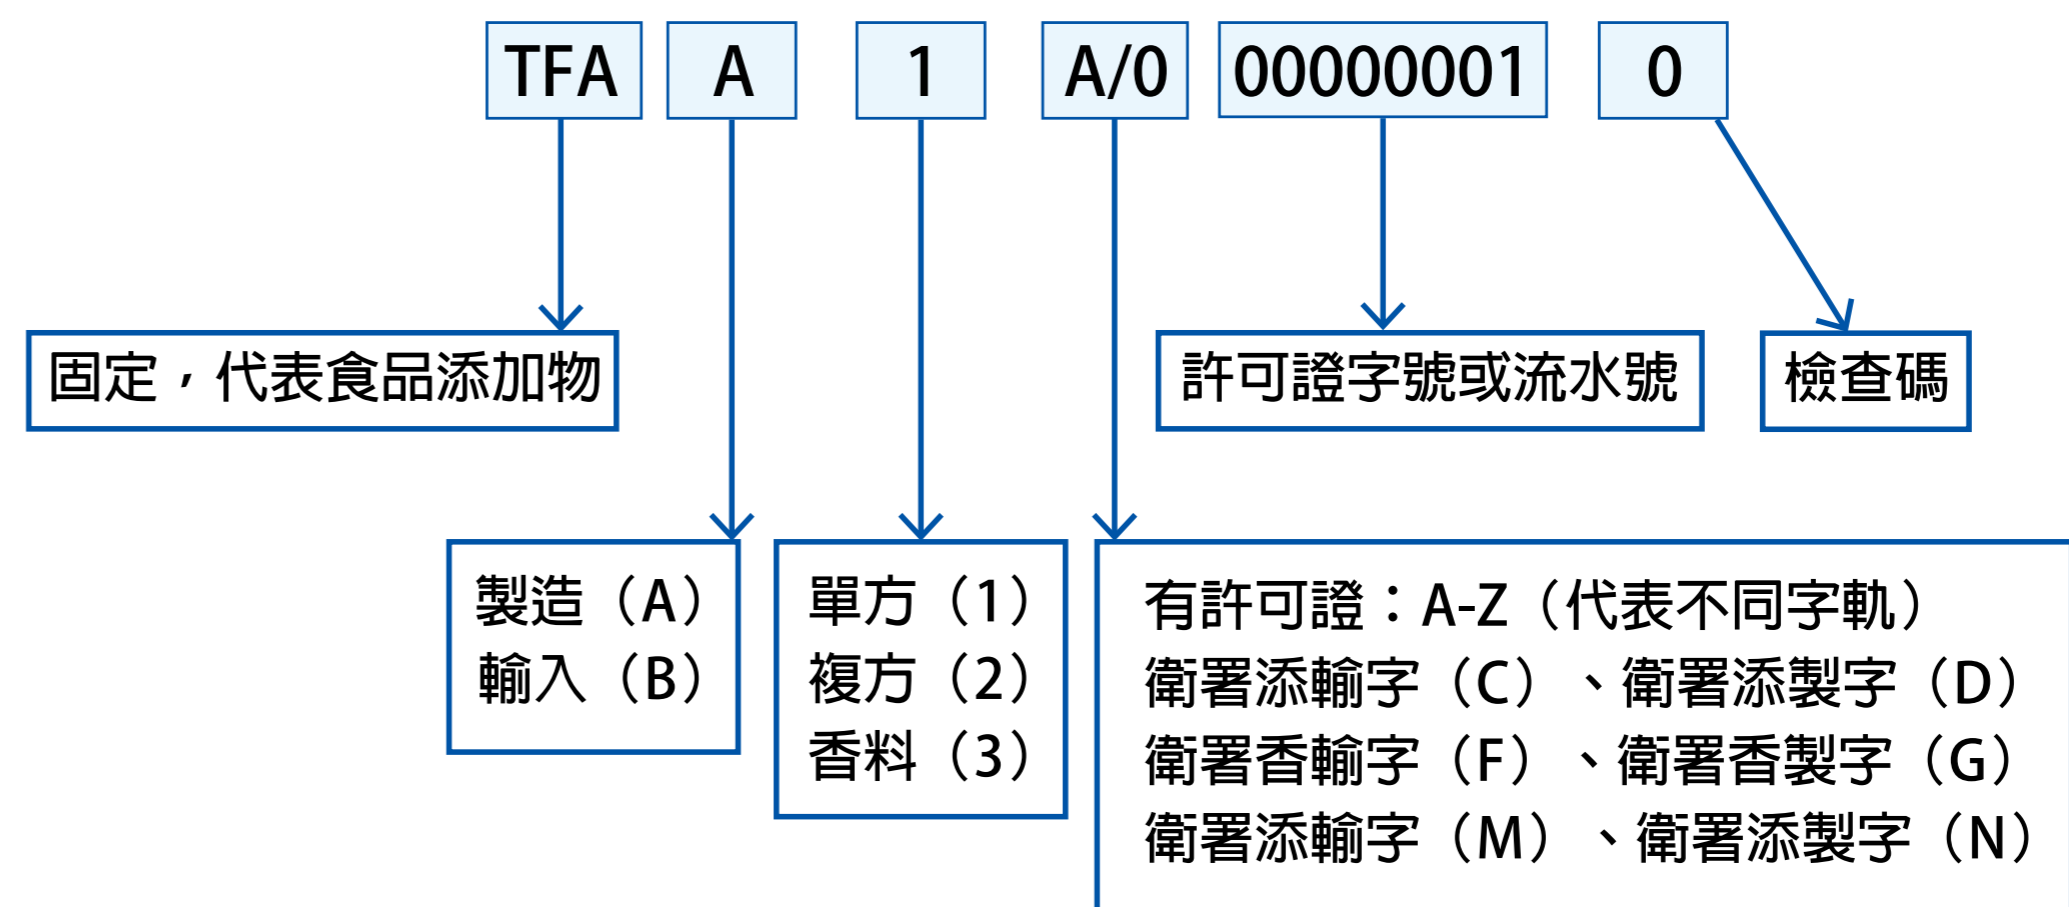 TFA A 1 A/0 00000001 0
固定，代表食品添加物
許可證字號或流水號
檢查碼
製造（A）
輸入（B）
單方（1）
複方（2）
香料（3）
有許可證：A-Z（代表不同字軌）
衛署添輸字（C）、衛署添製字（D）
衛署香輸字（F）、衛署香製字（G）
衛署添輸字（M）、衛署添製字（N）